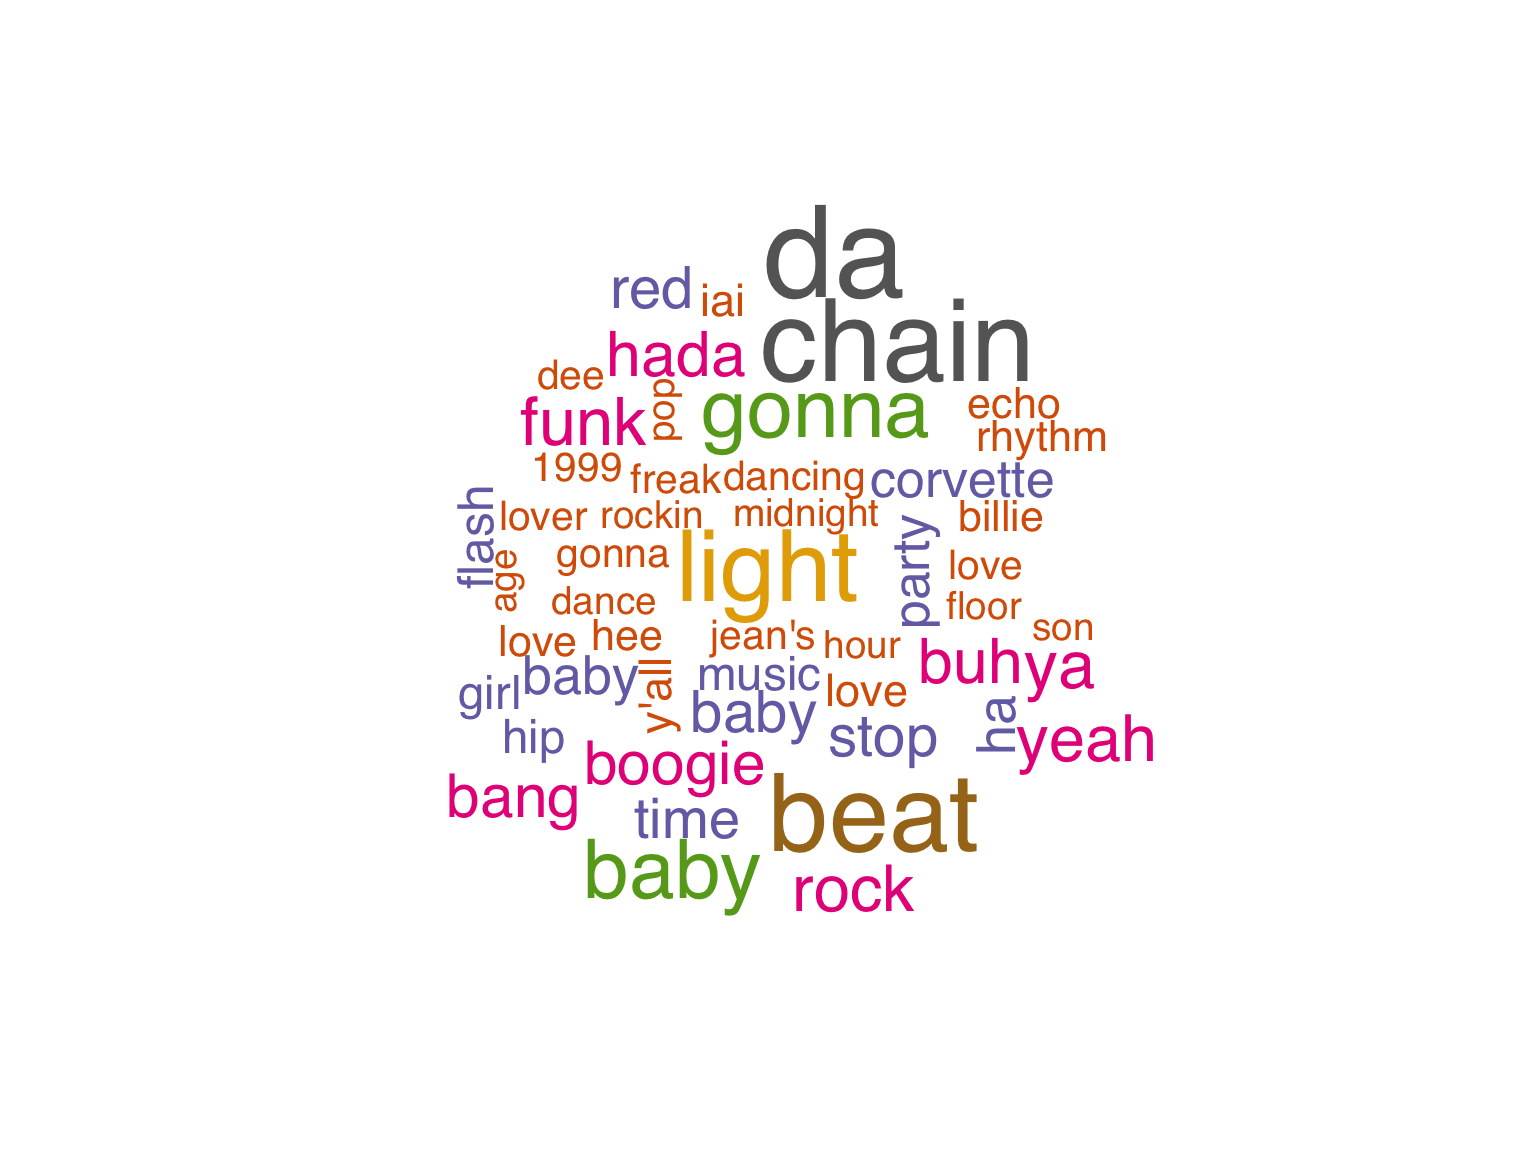 da
red iai
chain
hada
dee
pop
funk gonna echo
rhythm
1999 freak dancing corvette
flash
lover rockin midnight billie
gonna light party love
age
dance floor
love hee jean's hour son
buh ya
girl baby y'all music love
baby ha
hip stop yeah
boogie
bang time beat
baby rock